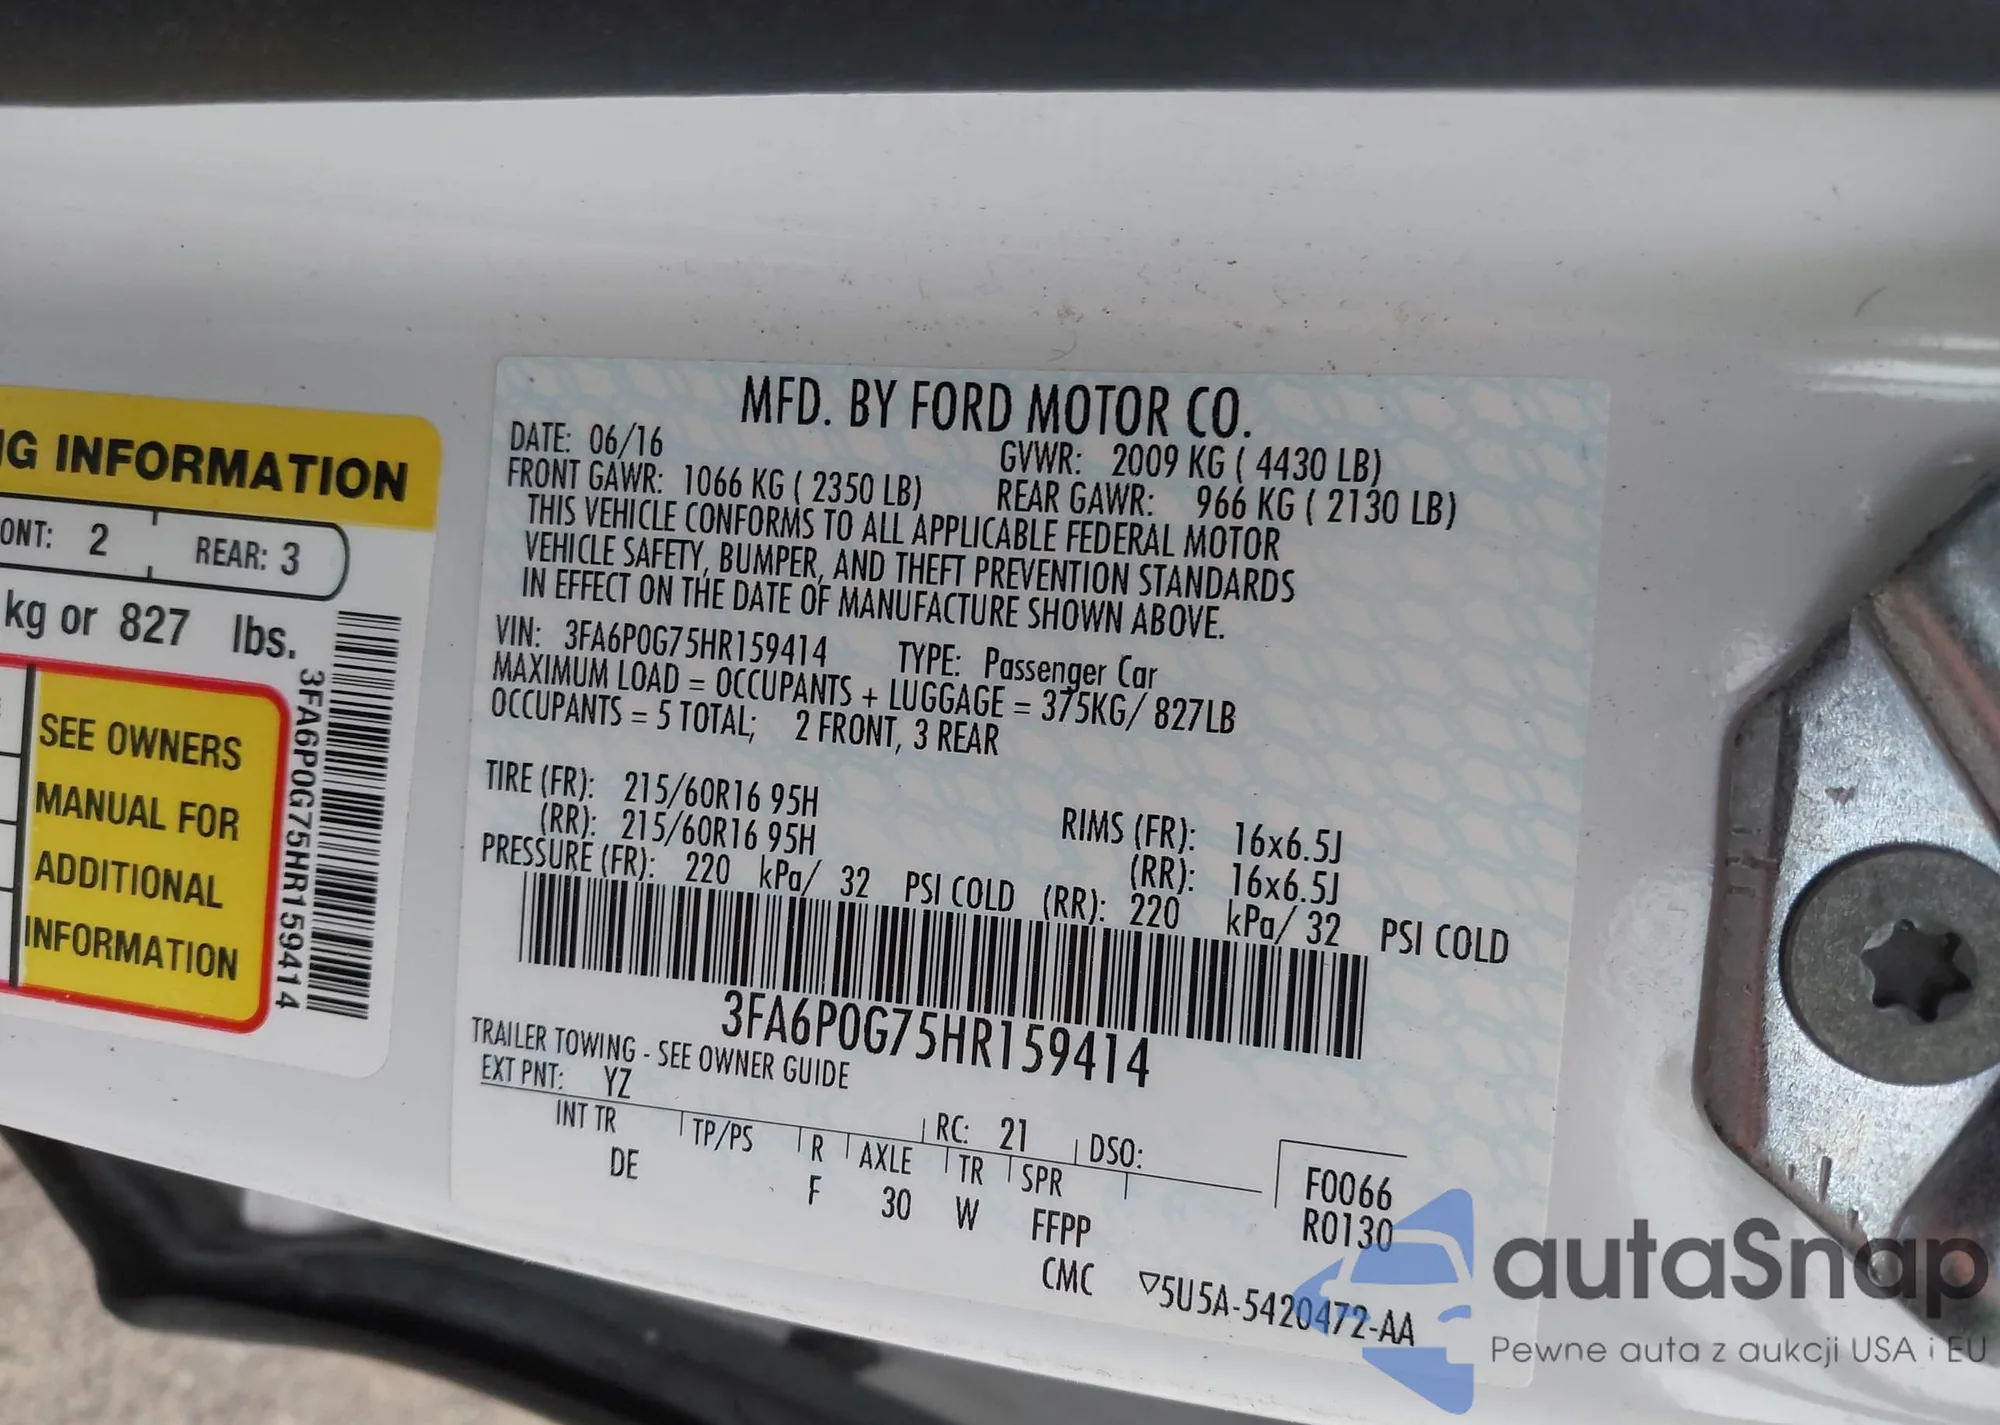 G INFORMATION
ONT: 2 REAR: 3
kg or 827 lbs.
SEE OWNERS
MANUAL FOR
ADDITIONAL
INFORMATION
3FA6P0G75HR159414
MFD. BY FORD MOTOR CO.
DATE: 06/16 GVWR: 2009 KG ( 4430 LB)
FRONT GAWR: 1066 KG ( 2350 LB) REAR GAWR: 966 KG ( 2130 LB)
THIS VEHICLE CONFORMS TO ALL APPLICABLE FEDERAL MOTOR
VEHICLE SAFETY, BUMPER, AND THEFT PREVENTION STANDARDS
IN EFFECT ON THE DATE OF MANUFACTURE SHOWN ABOVE.
VIN: 3FA6P0G75HR159414 TYPE: Passenger Car
MAXIMUM LOAD = OCCUPANTS + LUGGAGE = 375KG/ 827LB
OCCUPANTS = 5 TOTAL; 2 FRONT, 3 REAR
TIRE (FR): 215/60R16 95H RIMS (FR): 16x6.5J
(RR): 215/60R16 95H (RR): 16x6.5J
PRESSURE (FR): 220 kPa/ 32 PSI COLD (RR): 220 kPa/ 32 PSI COLD
3FA6P0G75HR159414
TRAILER TOWING - SEE OWNER GUIDE
EXT PNT: YZ RC: 21 DSO:
INT TR TP/PS R AXLE TR SPR F0066
DE F 30 W FFPP R0130
CMC ▽5U5A-5420472-AA
autaSnap
Pewne auta z aukcji USA i EU